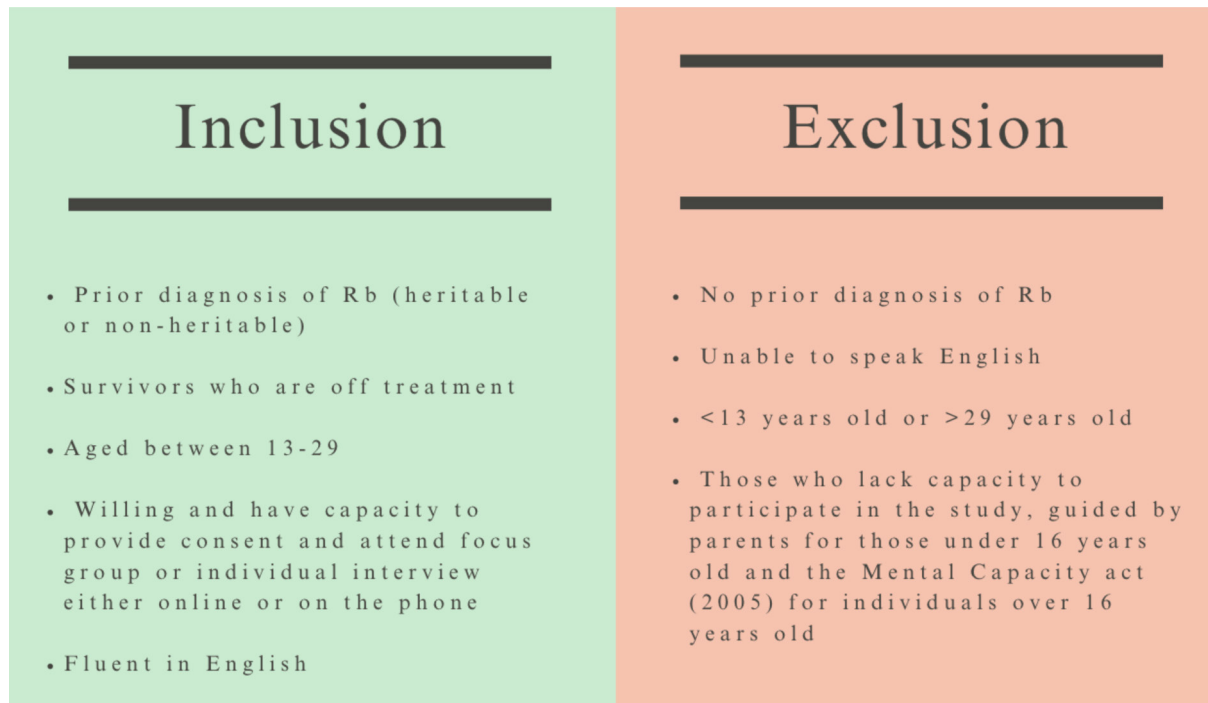 Inclusion
• Prior diagnosis of Rb (heritable
or non-heritable)
• Survivors who are off treatment
• Aged between 13-29
• Willing and have capacity to
provide consent and attend focus
group or individual interview
either online or on the phone
• Fluent in English
Exclusion
• No prior diagnosis of Rb
• Unable to speak English
• <13 years old or >29 years old
• Those who lack capacity to
participate in the study, guided by
parents for those under 16 years
old and the Mental Capacity act
(2005) for individuals over 16
years old